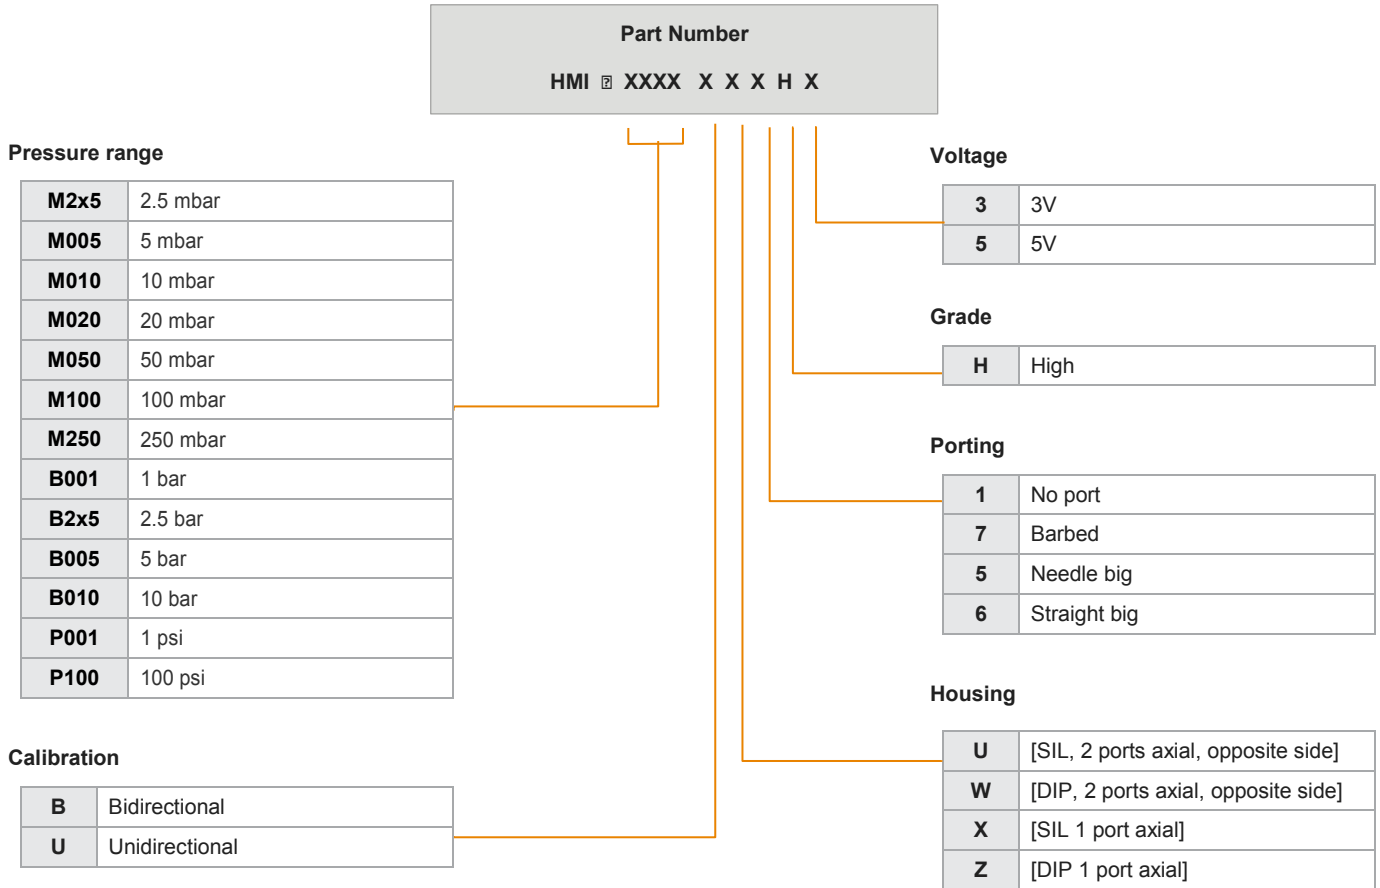 Part Number
HMI ⍰ XXXX X X X H X
Pressure range
M2x5 2.5 mbar
M005 5 mbar
M010 10 mbar
M020 20 mbar
M050 50 mbar
M100 100 mbar
M250 250 mbar
B001 1 bar
B2x5 2.5 bar
B005 5 bar
B010 10 bar
P001 1 psi
P100 100 psi
Calibration
B Bidirectional
U Unidirectional
Voltage
3 3V
5 5V
Grade
H High
Porting
1 No port
7 Barbed
5 Needle big
6 Straight big
Housing
U [SIL, 2 ports axial, opposite side]
W [DIP, 2 ports axial, opposite side]
X [SIL 1 port axial]
Z [DIP 1 port axial]